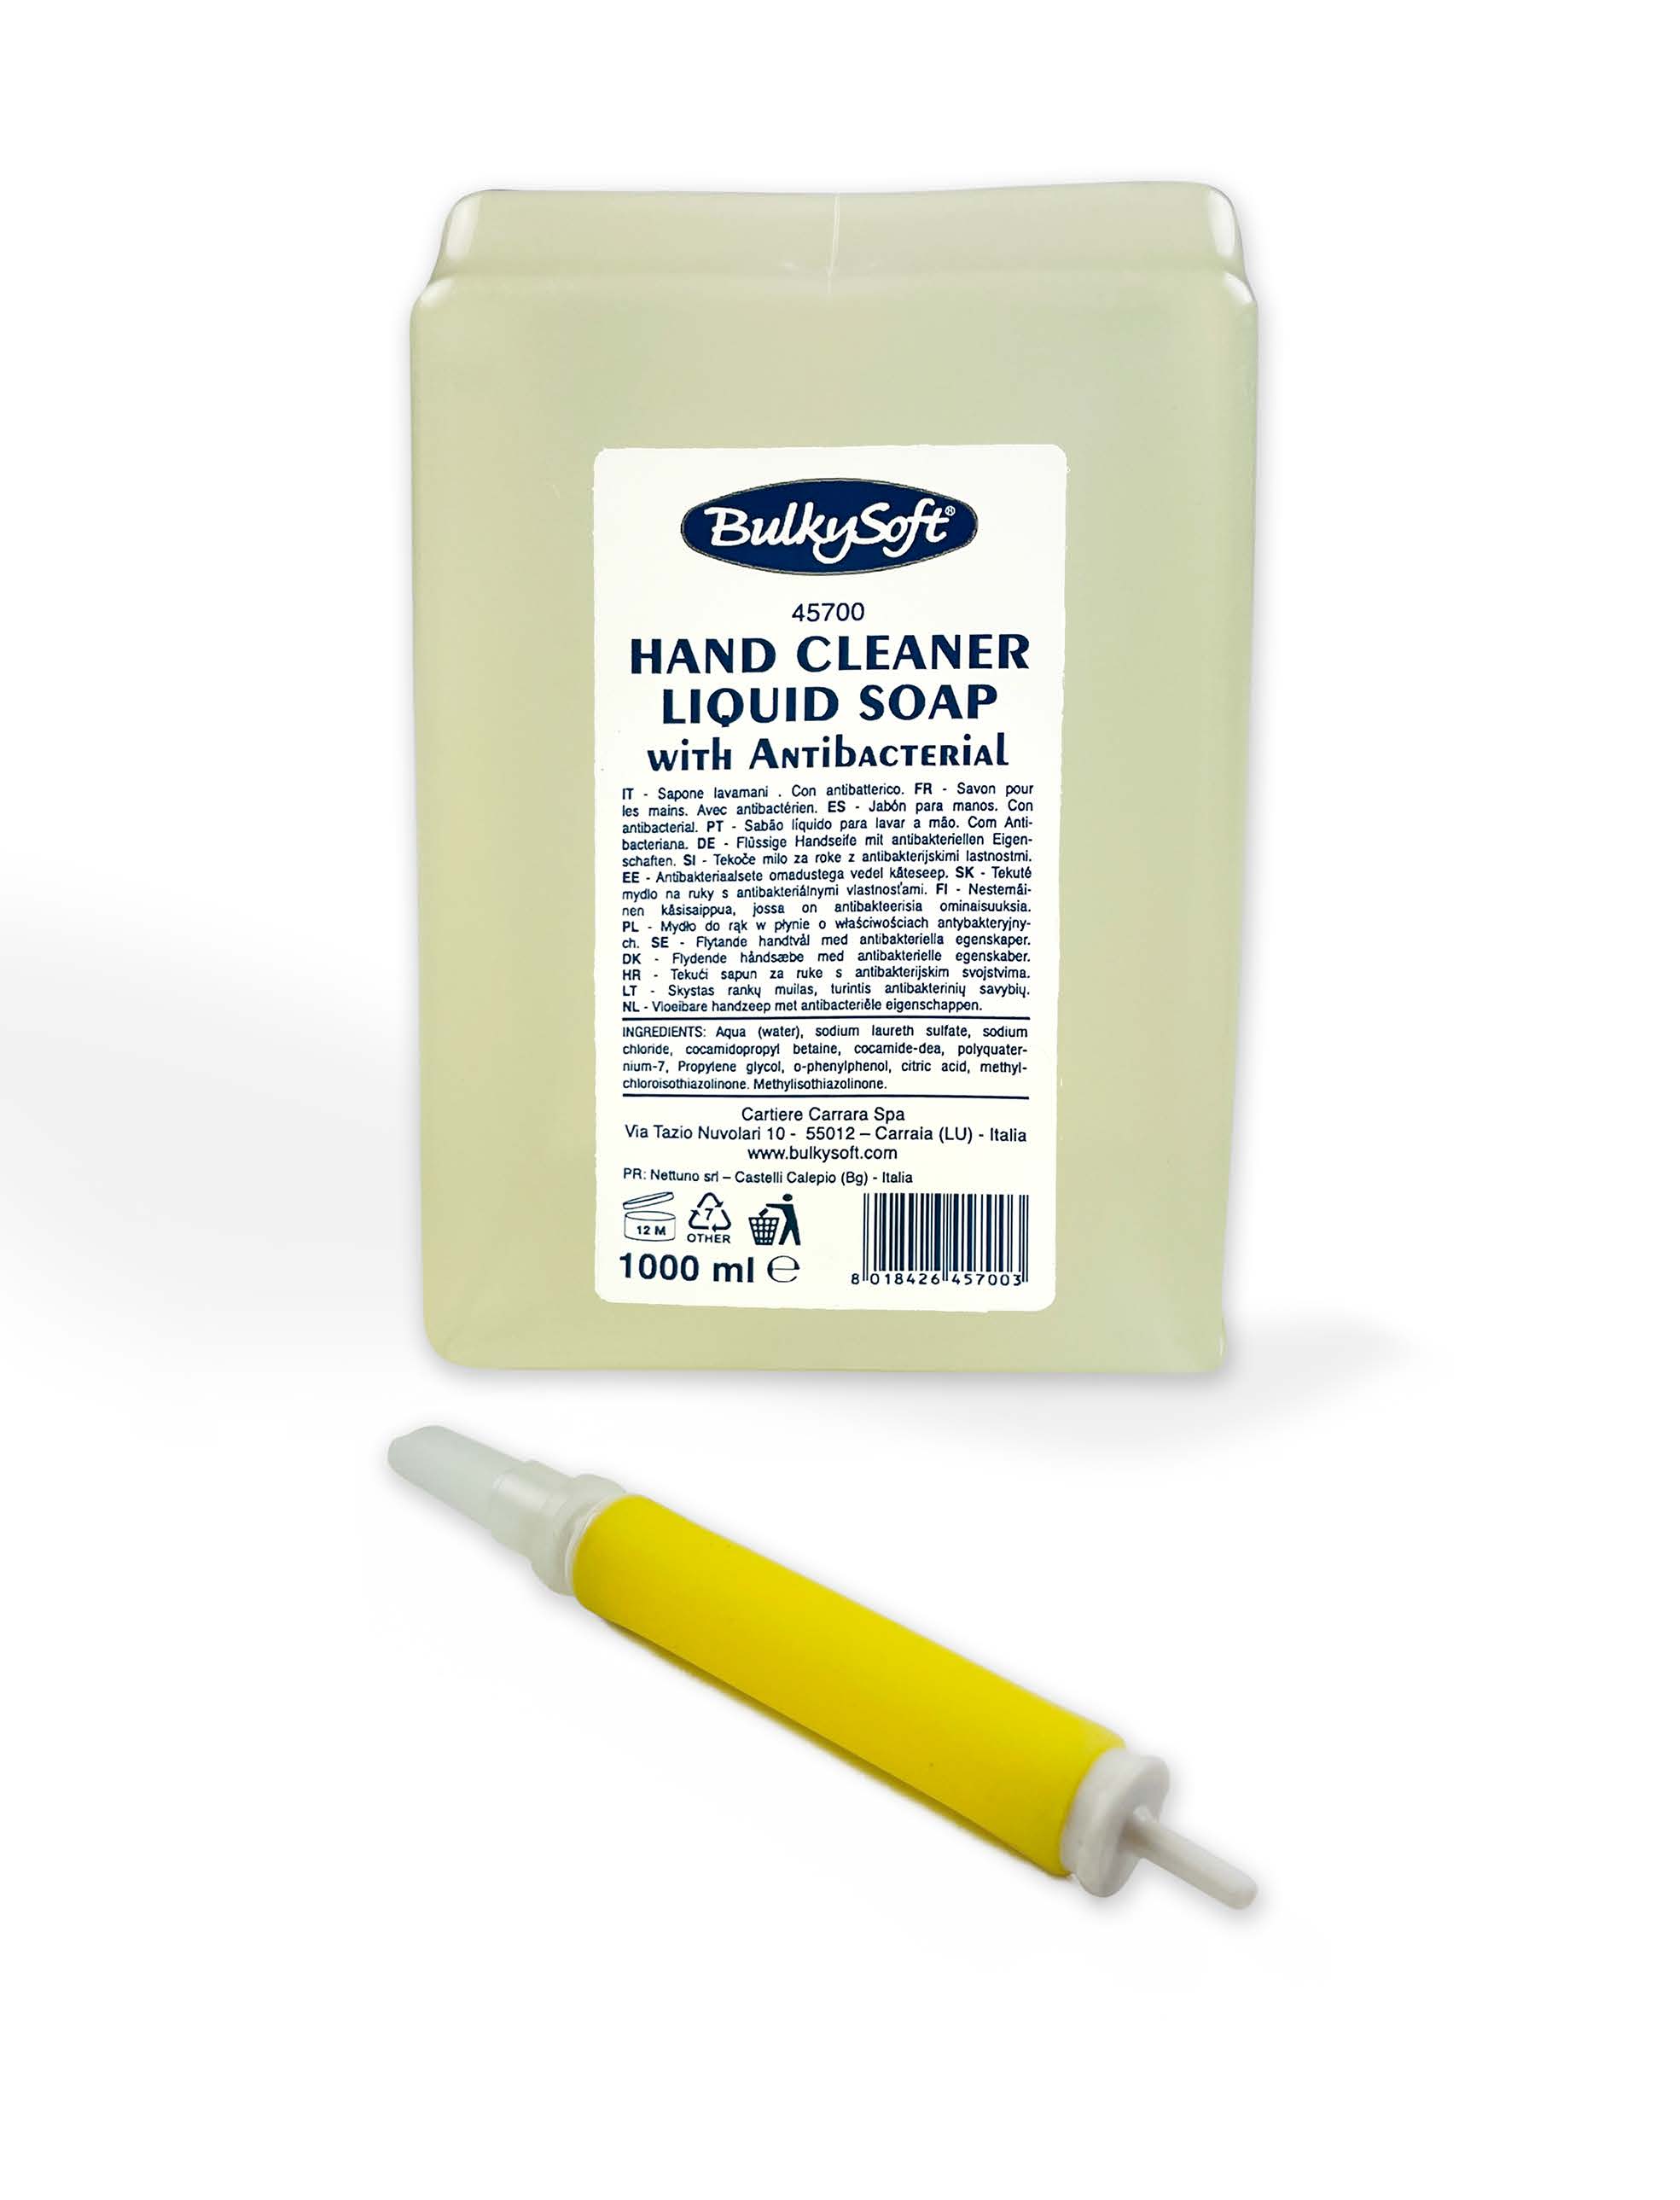 BulkySoft®
45700
HAND CLEANER
LIQUID SOAP
with Antibacterial
IT - Sapone lavamani . Con antibatterico. FR - Savon pour
les mains. Avec antibactérien. ES - Jabón para manos. Con
antibacterial. PT - Sabão líquido para lavar a mão. Com Anti-
bacteriana. DE - Flüssige Handseife mit antibakteriellen Eigen-
schaften. SI - Tekoče milo za roke z antibakterijskimi lastnostmi.
EE - Antibakteriaalsete omadustega vedel käteseep. SK - Tekuté
mydlo na ruky s antibakteriálnymi vlastnosťami. FI - Nestemäi-
nen käsisaippua, jossa on antibakteerisia ominaisuuksia.
PL - Mydło do rąk w płynie o właściwościach antybakteryjny-
ch. SE - Flytande handtvål med antibakteriella egenskaper.
DK - Flydende håndsæbe med antibakterielle egenskaber.
HR - Tekući sapun za ruke s antibakterijskim svojstvima.
LT - Skystas rankų muilas, turintis antibakterinių savybių.
NL - Vloeibare handzeep met antibacteriële eigenschappen.
INGREDIENTS: Aqua (water), sodium laureth sulfate, sodium
chloride, cocamidopropyl betaine, cocamide-dea, polyquater-
nium-7, Propylene glycol, o-phenylphenol, citric acid, methyl-
chloroisothiazolinone. Methylisothiazolinone.
Cartiere Carrara Spa
Via Tazio Nuvolari 10 - 55012 – Carraia (LU) - Italia
www.bulkysoft.com
PR: Nettuno srl – Castelli Calepio (Bg) - Italia
12 M
7
OTHER
1000 ml ℮
8 018426 457003